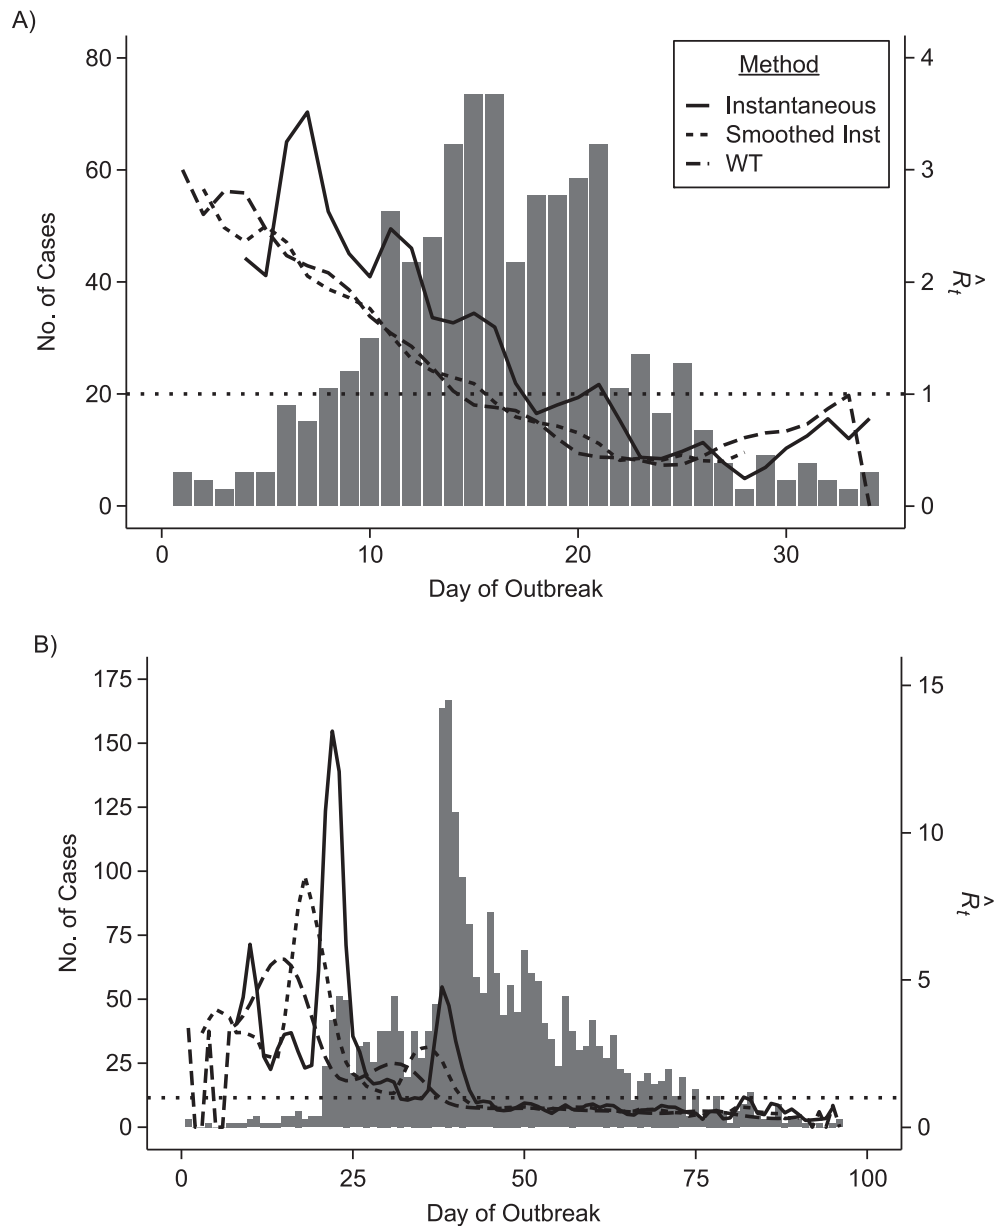 A)
Method
Instantaneous
Smoothed Inst
WT
80
60
40
20
0
No. of Cases
4
3
2
1
0
R̂t
0 10 20 30
Day of Outbreak
B)
175
150
125
100
75
50
25
0
No. of Cases
15
10
5
0
R̂t
0 25 50 75 100
Day of Outbreak